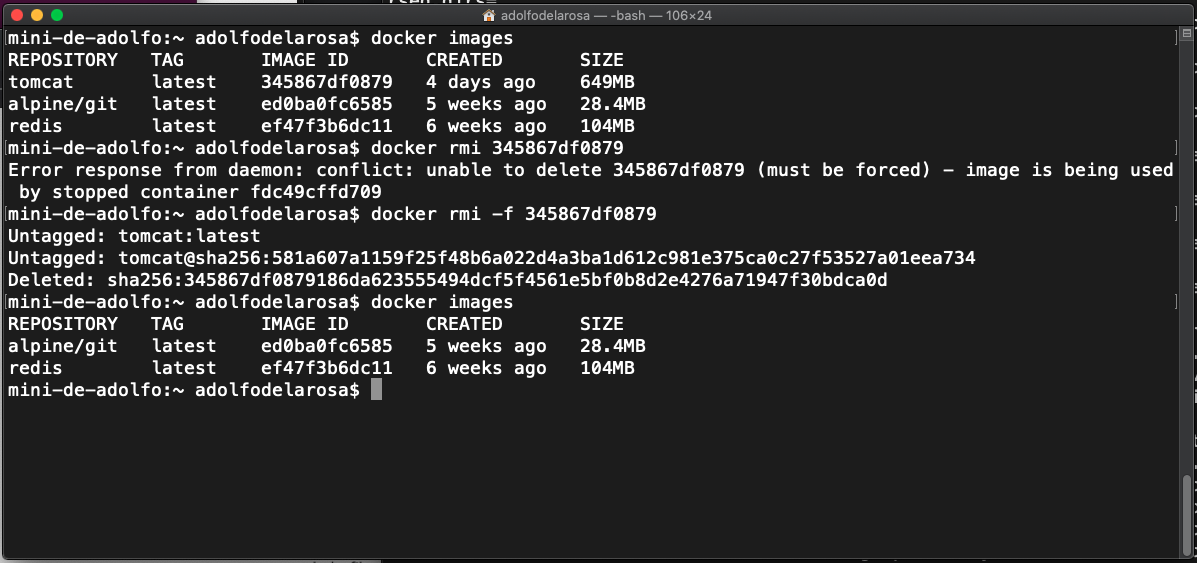 adolfodelarosa — -bash — 106×24
mini-de-adolfo:~ adolfodelarosa$ docker images
REPOSITORY   TAG       IMAGE ID       CREATED       SIZE
tomcat       latest    345867df0879   4 days ago    649MB
alpine/git   latest    ed0ba0fc6585   5 weeks ago   28.4MB
redis        latest    ef47f3b6dc11   6 weeks ago   104MB
mini-de-adolfo:~ adolfodelarosa$ docker rmi 345867df0879
Error response from daemon: conflict: unable to delete 345867df0879 (must be forced) - image is being used
by stopped container fdc49cffd709
mini-de-adolfo:~ adolfodelarosa$ docker rmi -f 345867df0879
Untagged: tomcat:latest
Untagged: tomcat@sha256:581a607a1159f25f48b6a022d4a3ba1d612c981e375ca0c27f53527a01eea734
Deleted: sha256:345867df0879186da623555494dcf5f4561e5bf0b8d2e4276a71947f30bdca0d
mini-de-adolfo:~ adolfodelarosa$ docker images
REPOSITORY   TAG       IMAGE ID       CREATED       SIZE
alpine/git   latest    ed0ba0fc6585   5 weeks ago   28.4MB
redis        latest    ef47f3b6dc11   6 weeks ago   104MB
mini-de-adolfo:~ adolfodelarosa$